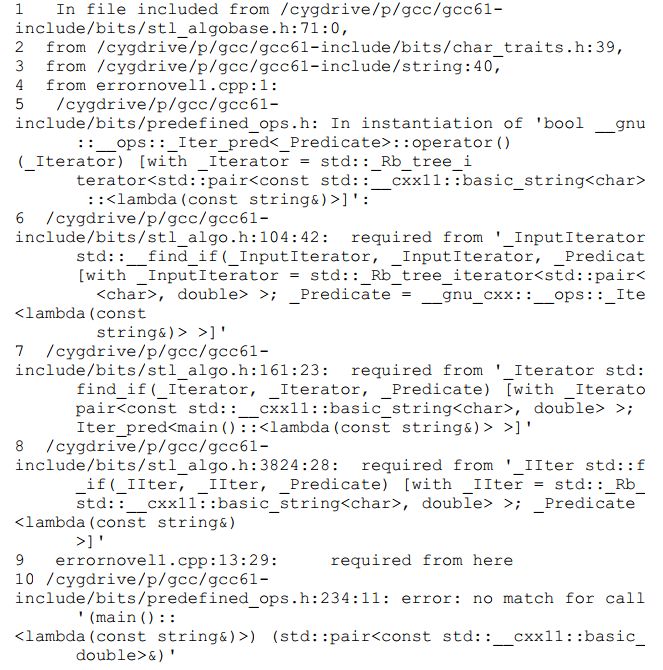 1 In file included from /cygdrive/p/gcc/gcc61-
include/bits/stl_algobase.h:71:0,
2 from /cygdrive/p/gcc/gcc61-include/bits/char_traits.h:39,
3 from /cygdrive/p/gcc/gcc61-include/string:40,
4 from errornovel1.cpp:1:
5 /cygdrive/p/gcc/gcc61-
include/bits/predefined_ops.h: In instantiation of 'bool __gnu
::__ops::_Iter_pred<_Predicate>::operator()
(_Iterator) [with _Iterator = std::_Rb_tree_i
terator<std::pair<const std::__cxx11::basic_string<char>
::<lambda(const string&)>]':
6 /cygdrive/p/gcc/gcc61-
include/bits/stl_algo.h:104:42: required from '_InputIterator
std::__find_if(_InputIterator, _InputIterator, _Predicat
[with _InputIterator = std::_Rb_tree_iterator<std::pair<
<char>, double> >; _Predicate = __gnu_cxx::__ops::_Ite
<lambda(const
string&)> >]'
7 /cygdrive/p/gcc/gcc61-
include/bits/stl_algo.h:161:23: required from '_Iterator std:
find_if(_Iterator, _Iterator, _Predicate) [with _Iterato
pair<const std::__cxx11::basic_string<char>, double> >;
Iter_pred<main()::<lambda(const string&)> >]'
8 /cygdrive/p/gcc/gcc61-
include/bits/stl_algo.h:3824:28: required from '_IIter std::f
_if(_IIter, _IIter, _Predicate) [with _IIter = std::_Rb_
std::__cxx11::basic_string<char>, double> >; _Predicate
<lambda(const string&)
>]'
9 errornovel1.cpp:13:29: required from here
10 /cygdrive/p/gcc/gcc61-
include/bits/predefined_ops.h:234:11: error: no match for call
'(main()::
<lambda(const string&)>) (std::pair<const std::__cxx11::basic_
double>&)'